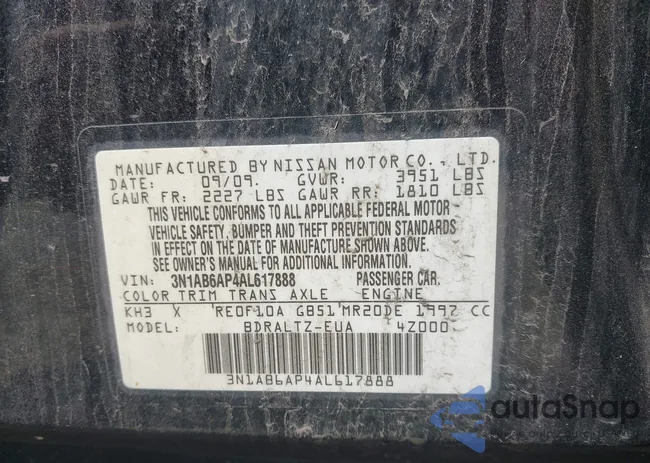 MANUFACTURED BY NISSAN MOTOR CO., LTD.
DATE: 09/09. GVWR: 3951 LBS
GAWR FR: 2227 LBS GAWR RR: 1810 LBS
THIS VEHICLE CONFORMS TO ALL APPLICABLE FEDERAL MOTOR
VEHICLE SAFETY, BUMPER AND THEFT PREVENTION STANDARDS
IN EFFECT ON THE DATE OF MANUFACTURE SHOWN ABOVE.
SEE OWNER'S MANUAL FOR ADDITIONAL INFORMATION.
VIN: 3N1AB6AP4AL617888 PASSENGER CAR.
COLOR TRIM TRANS AXLE ENGINE
KH3 X 'RE0F10A GB51'MR20DE 1997 CC
MODEL: BDRALTZ-EUA 4Z000
3N1AB6AP4AL617888
autaSnap